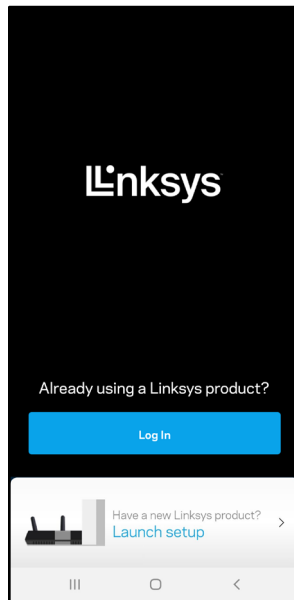 Linksys
Already using a Linksys product?
Log In
Have a new Linksys product?
Launch setup